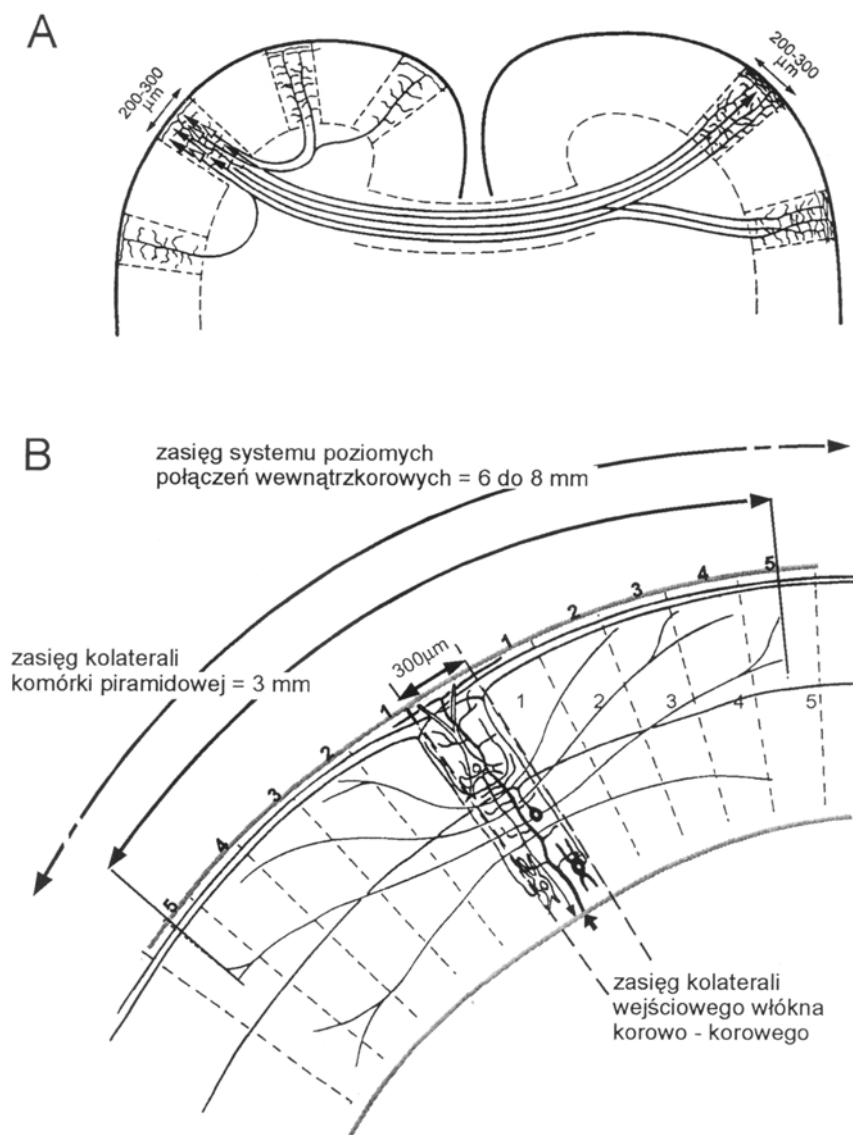 A
200-300
µm
200-300
µm
B
zasięg systemu poziomych
połączeń wewnątrzkorowych = 6 do 8 mm
zasięg kolaterali
komórki piramidowej = 3 mm
300µm
5
4
3
2
1
1
2
3
4
5
1
2
3
4
5
zasięg kolaterali
wejściowego włókna
korowo - korowego